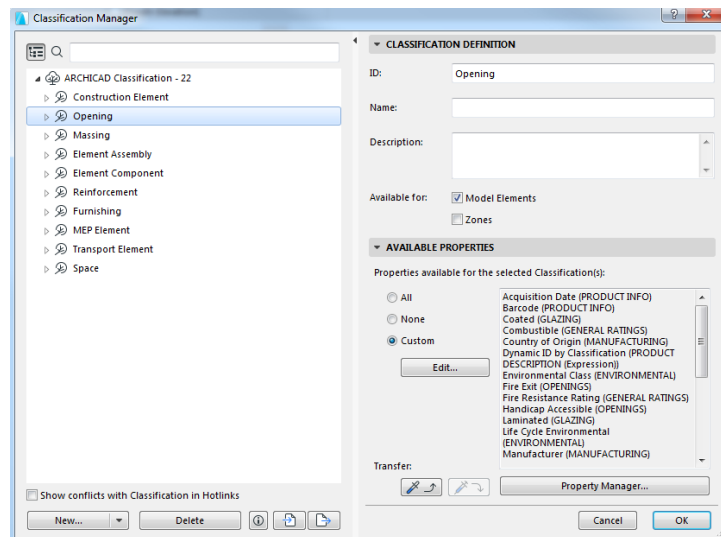 Classification Manager
ARCHICAD Classification - 22
Construction Element
Opening
Massing
Element Assembly
Element Component
Reinforcement
Furnishing
MEP Element
Transport Element
Space
Show conflicts with Classification in Hotlinks
New...
Delete
CLASSIFICATION DEFINITION
ID:
Opening
Name:
Description:
Available for:
Model Elements
Zones
AVAILABLE PROPERTIES
Properties available for the selected Classification(s):
All
None
Custom
Edit...
Acquisition Date (PRODUCT INFO)
Barcode (PRODUCT INFO)
Coated (GLAZING)
Combustible (GENERAL RATINGS)
Country of Origin (MANUFACTURING)
Dynamic ID by Classification (PRODUCT
DESCRIPTION (Expression))
Environmental Class (ENVIRONMENTAL)
Fire Exit (OPENINGS)
Fire Resistance Rating (GENERAL RATINGS)
Handicap Accessible (OPENINGS)
Laminated (GLAZING)
Life Cycle Environmental
(ENVIRONMENTAL)
Manufacturer (MANUFACTURING)
Transfer:
Property Manager...
Cancel
OK